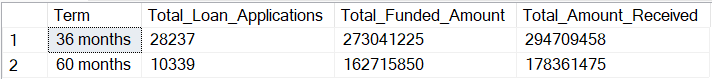 Term Total_Loan_Applications Total_Funded_Amount Total_Amount_Received
1 36 months 28237 273041225 294709458
2 60 months 10339 162715850 178361475